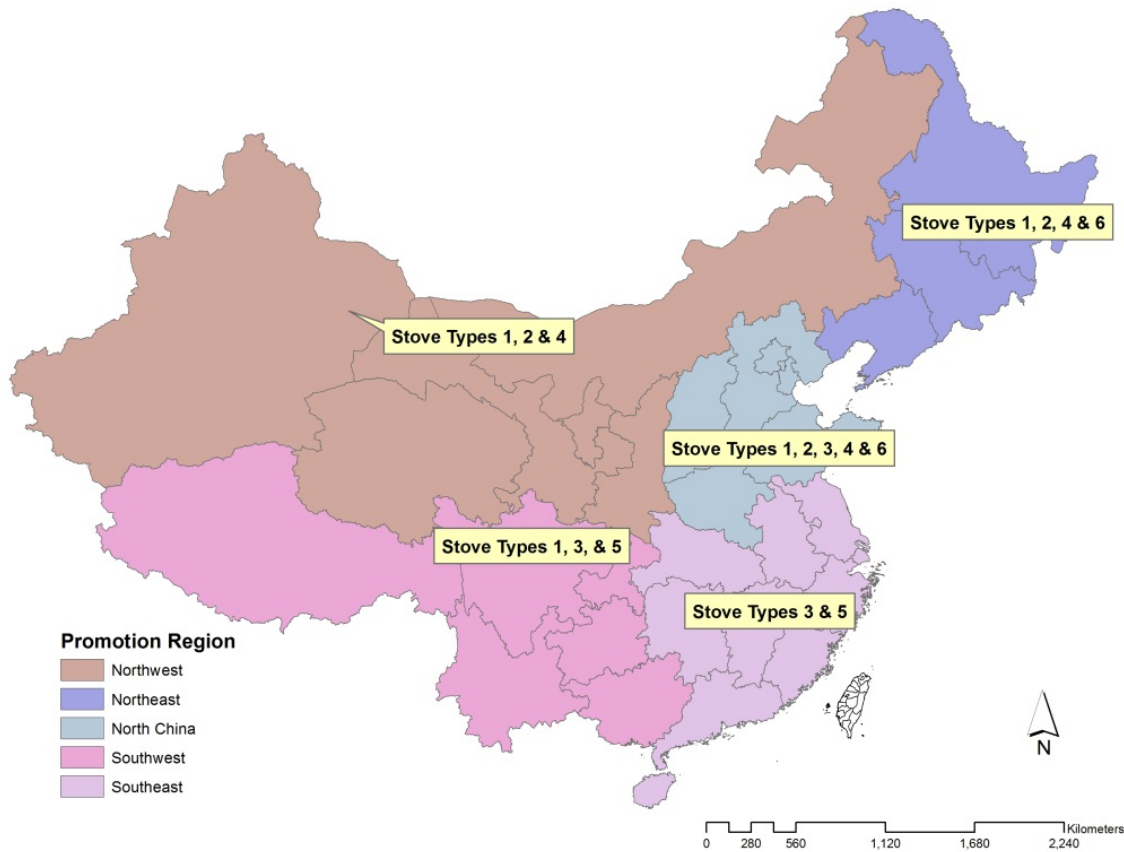 Stove Types 1, 2, 4 & 6
Stove Types 1, 2 & 4
Stove Types 1, 2, 3, 4 & 6
Stove Types 1, 3, & 5
Stove Types 3 & 5
Promotion Region
Northwest
Northeast
North China
Southwest
Southeast
N
Kilometers
0 280 560 1,120 1,680 2,240